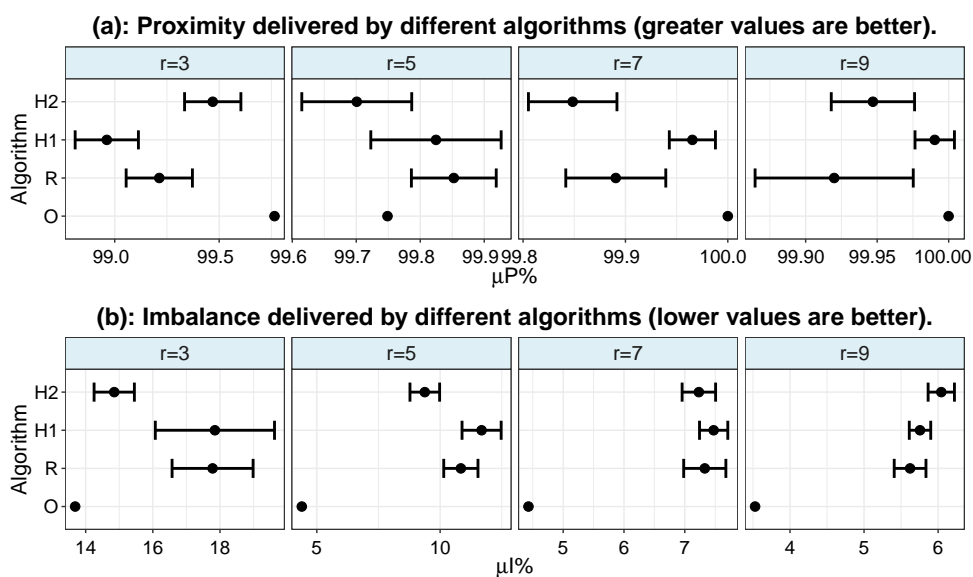 (a): Proximity delivered by different algorithms (greater values are better).
r=3 r=5 r=7 r=9
Algorithm
H2
H1
R
O
99.0 99.5 99.6 99.7 99.8 99.9 99.8 99.9 100.0 99.90 99.95 100.00
μP%
(b): Imbalance delivered by different algorithms (lower values are better).
r=3 r=5 r=7 r=9
Algorithm
H2
H1
R
O
14 16 18 5 10 5 6 7 4 5 6
μI%